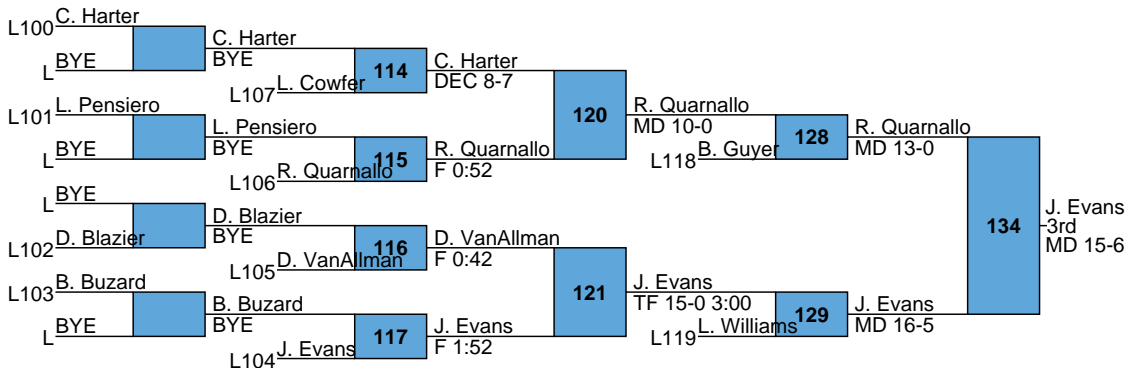 L100 C. Harter
L BYE
C. Harter
BYE
L107 L. Cowfer
114
C. Harter
DEC 8-7
L101 L. Pensiero
L BYE
L. Pensiero
BYE
L106 R. Quarnallo
115
R. Quarnallo
F 0:52
120
R. Quarnallo
MD 10-0
L118 B. Guyer
128
R. Quarnallo
MD 13-0
L BYE
L102 D. Blazier
D. Blazier
BYE
L105 D. VanAllman
116
D. VanAllman
F 0:42
L103 B. Buzard
L BYE
B. Buzard
BYE
L104 J. Evans
117
J. Evans
F 1:52
121
J. Evans
TF 15-0 3:00
L119 L. Williams
129
J. Evans
MD 16-5
134
J. Evans
3rd
MD 15-6